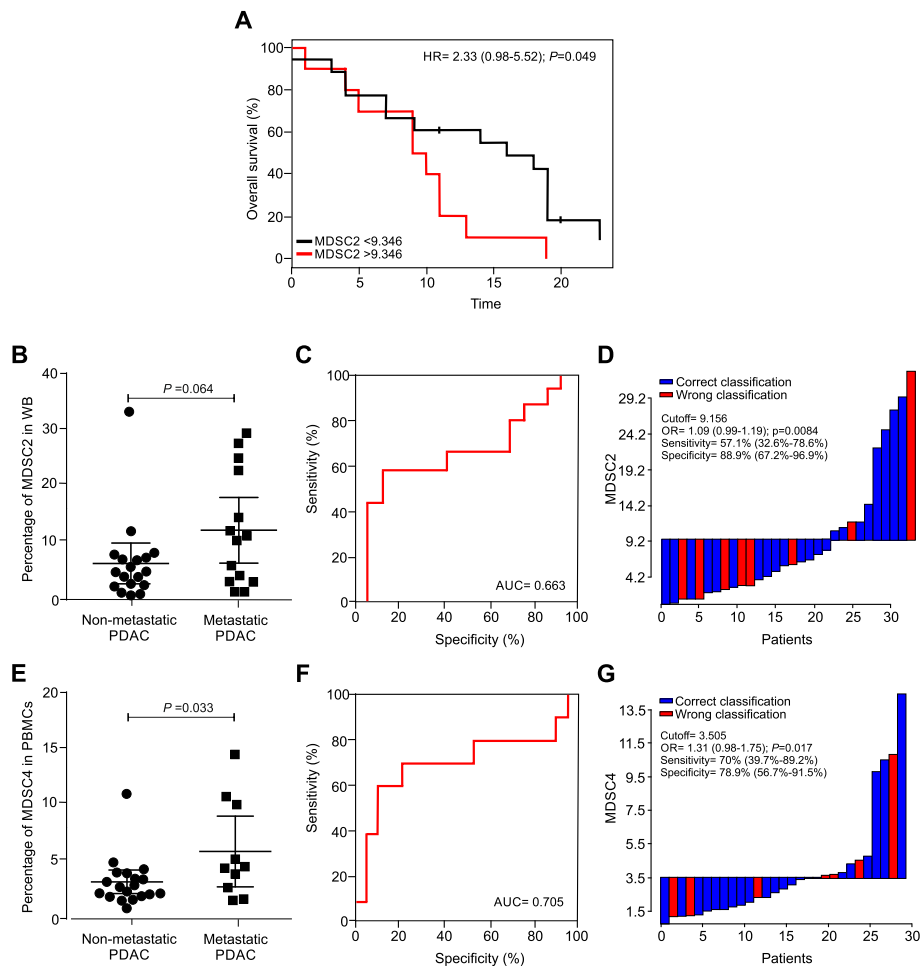 A
HR= 2.33 (0.98-5.52); P=0.049
100
80
60
40
20
0
Overall survival (%)
MDSC2 <9.346
MDSC2 >9.346
0 5 10 15 20
Time
B
P =0.064
40
30
20
10
0
Percentage of MDSC2 in WB
Non-metastatic PDAC
Metastatic PDAC
C
100
80
60
40
20
0
Sensitivity (%)
AUC= 0.663
0 20 40 60 80 100
Specificity (%)
D
Correct classification
Wrong classification
Cutoff= 9.156
OR= 1.09 (0.99-1.19); p=0.0084
Sensitivity= 57.1% (32.6%-78.6%)
Specificity= 88.9% (67.2%-96.9%)
29.2
24.2
19.2
14.2
9.2
4.2
MDSC2
0 5 10 15 20 25 30
Patients
E
P =0.033
20
15
10
5
0
Percentage of MDSC4 in PBMCs
Non-metastatic PDAC
Metastatic PDAC
F
100
80
60
40
20
0
Sensitivity (%)
AUC= 0.705
0 20 40 60 80 100
Specificity (%)
G
Correct classification
Wrong classification
Cutoff= 3.505
OR= 1.31 (0.98-1.75); P=0.017
Sensitivity= 70% (39.7%-89.2%)
Specificity= 78.9% (56.7%-91.5%)
13.5
11.5
9.5
7.5
5.5
3.5
1.5
MDSC4
0 5 10 15 20 25 30
Patients